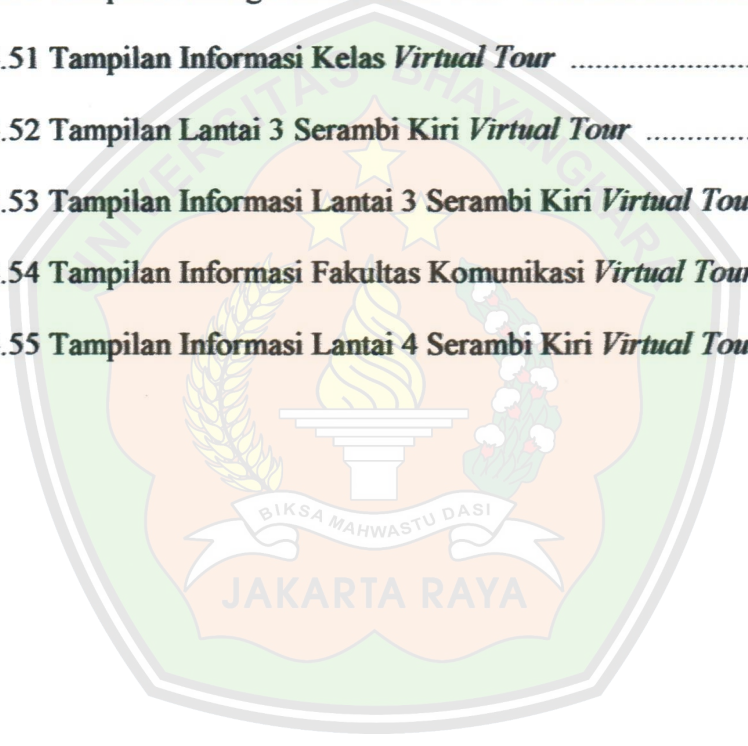 .51 Tampilan Informasi Kelas Virtual Tour ........................
.52 Tampilan Lantai 3 Serambi Kiri Virtual Tour .............
.53 Tampilan Informasi Lantai 3 Serambi Kiri Virtual Tou
.54 Tampilan Informasi Fakultas Komunikasi Virtual Tour
.55 Tampilan Informasi Lantai 4 Serambi Kiri Virtual Tou
UNIVERSITAS BHAYANGKARA
BIKSA MAHWASTU DASI
JAKARTA RAYA